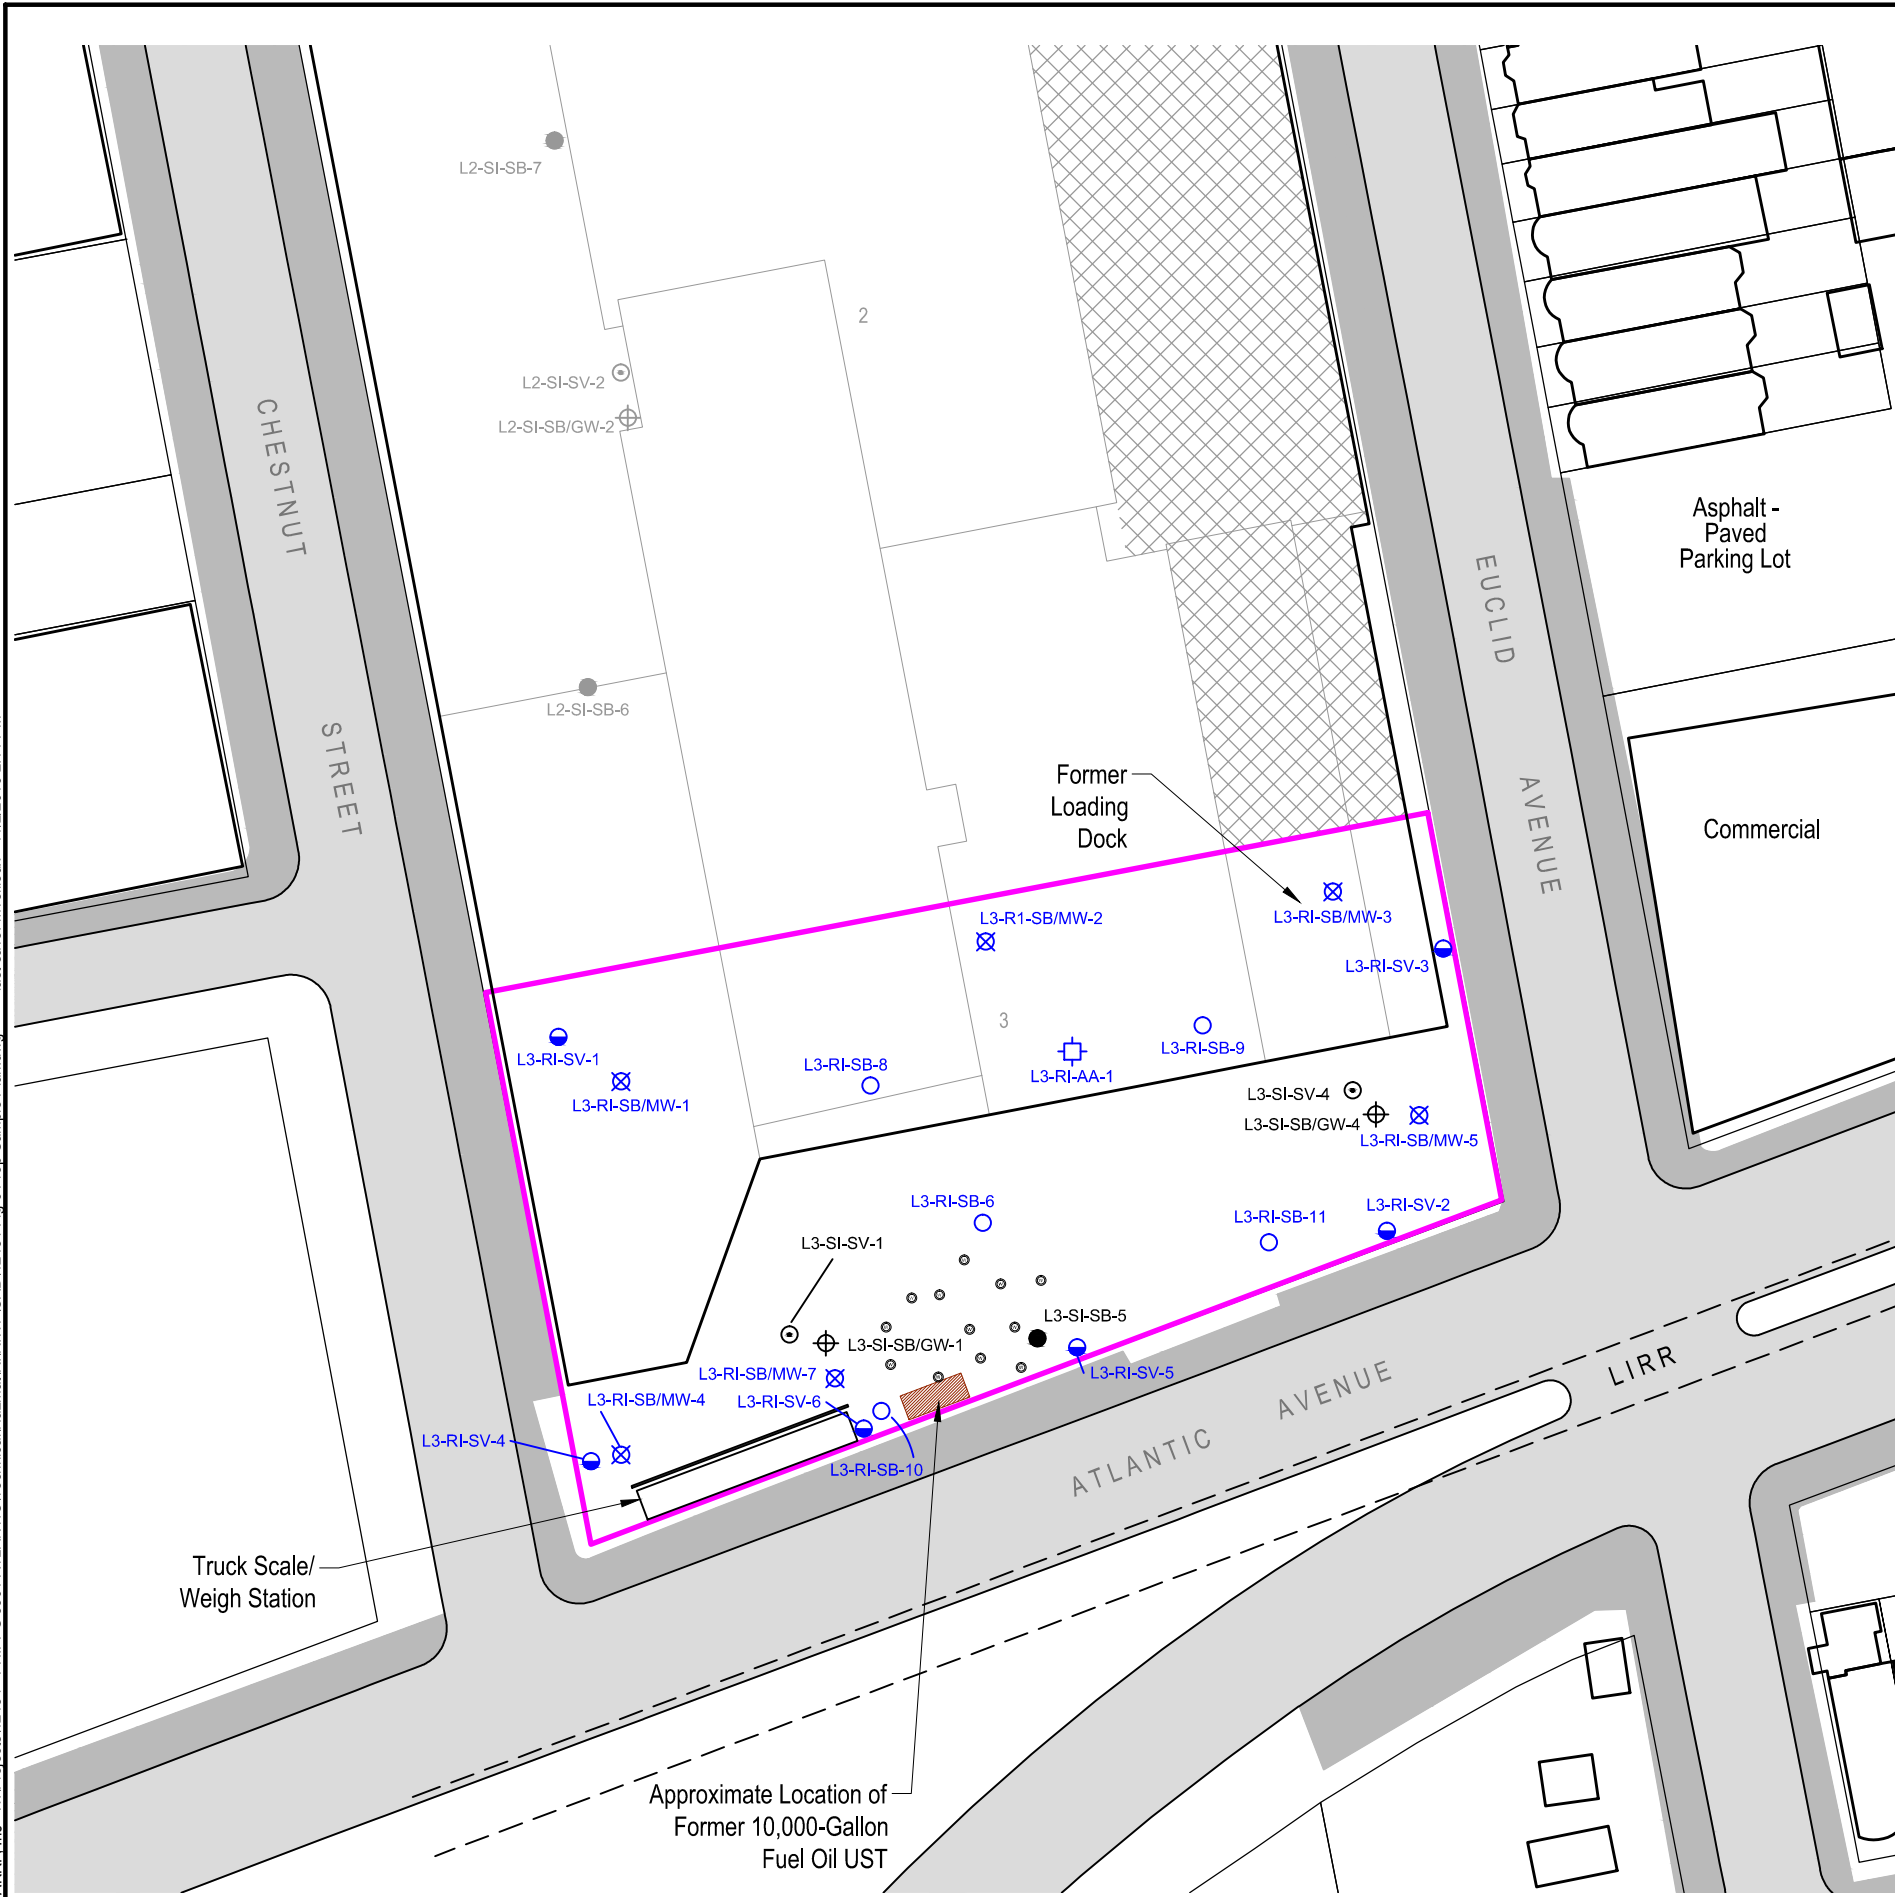 L2-SI-SB-7
2
L2-SI-SV-2
L2-SI-SB/GW-2
CHESTNUT
STREET
Asphalt -
Paved
Parking Lot
EUCLID
AVENUE
L2-SI-SB-6
Former
Loading
Dock
Commercial
L3-R1-SB/MW-2
L3-RI-SB/MW-3
L3-RI-SV-3
3
L3-RI-SV-1
L3-RI-SB-8
L3-RI-SB-9
L3-RI-AA-1
L3-RI-SB/MW-1
L3-SI-SV-4
L3-SI-SB/GW-4
L3-RI-SB/MW-5
L3-RI-SB-6
L3-RI-SV-2
L3-RI-SB-11
L3-SI-SV-1
L3-SI-SB-5
L3-SI-SB/GW-1
L3-RI-SB/MW-7
L3-RI-SV-5
L3-RI-SB/MW-4
L3-RI-SV-6
L3-RI-SV-4
L3-RI-SB-10
ATLANTIC
AVENUE
LIRR
Truck Scale/
Weigh Station
Approximate Location of
Former 10,000-Gallon
Fuel Oil UST